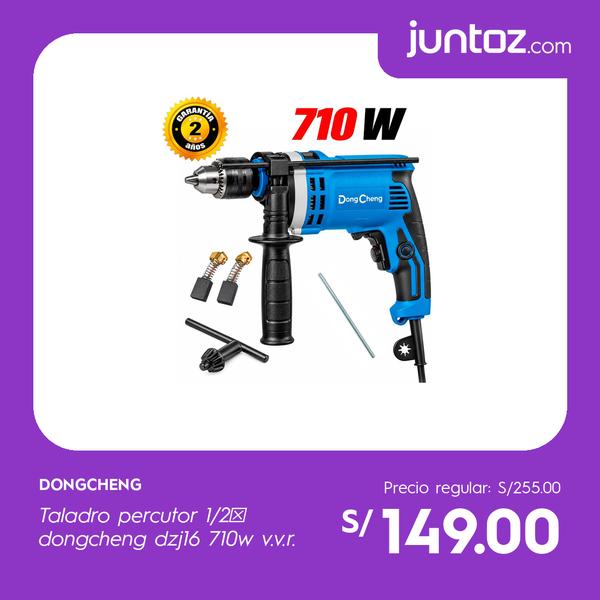 juntoz.com
GARANTÍA
2
años
710 W
DongCheng
DONGCHENG
Taladro percutor 1/2
dongcheng dzj16 710w v.v.r.
Precio regular: S/255.00
S/ 149.00